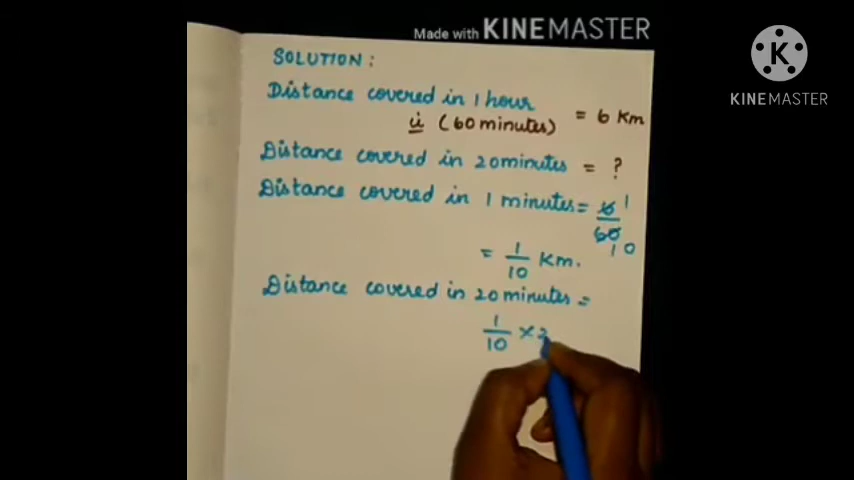 Made with KINEMASTER
KINEMASTER
SOLUTION :
Distance covered in 1 hour
ii (60 minutes) = 6 Km
Distance covered in 20 minutes = ?
Distance covered in 1 minutes = 6/60 1
10
= 1/10 Km.
Distance covered in 20 minutes =
1/10 × 2